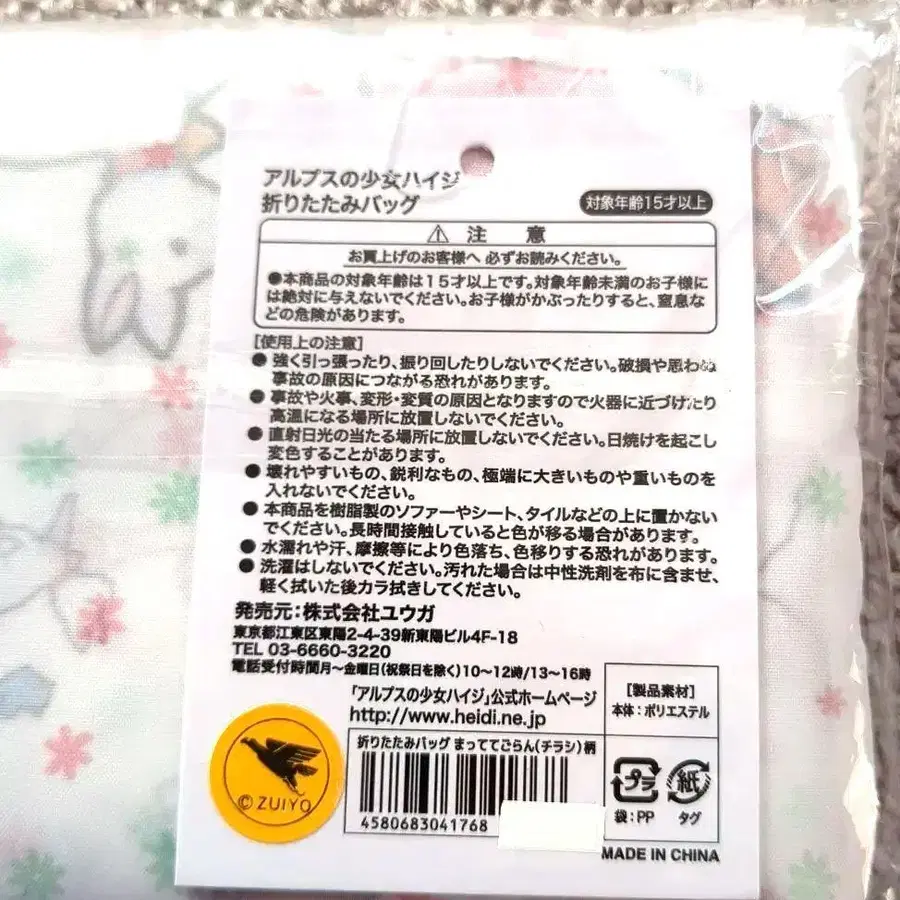 アルプスの少女ハイジ
折りたたみバッグ
対象年齢15才以上
⚠ 注 意
お買上げのお客様へ 必ずお読みください。
●本商品の対象年齢は15才以上です。対象年齢未満のお子様に
は絶対に与えないでください。お子様がかぶったりすると、窒息な
どの危険があります。
［使用上の注意］
● 強く引っ張ったり、振り回したりしないでください。破損や思わぬ
事故の原因につながる恐れがあります。
● 事故や火事、変形・変質の原因となりますので火器に近づけたり
高温になる場所に放置しないでください。
● 直射日光の当たる場所に放置しないでください。日焼けを起こし
変色することがあります。
● 壊れやすいもの、鋭利なもの、極端に大きいものや重いものを
入れないでください。
● 本商品を樹脂製のソファーやシート、タイルなどの上に置かない
でください。長時間接触していると色が移る場合があります。
● 水濡れや汗、摩擦等により色落ち、色移りする恐れがあります。
● 洗濯はしないでください。汚れた場合は中性洗剤を布に含ませ、
軽く拭いた後カラ拭きしてください。
発売元：株式会社ユウガ
東京都江東区東陽2-4-39新東陽ビル4F-18
TEL 03-6660-3220
電話受付時間月～金曜日(祝祭日を除く)10～12時/13～16時
「アルプスの少女ハイジ」公式ホームページ
http://www.heidi.ne.jp
［製品素材］
本体：ポリエステル
折りたたみバッグ まっててごらん(チラシ)柄
4580683041768
© ZUIYO
プラ
袋：PP
紙
タグ
MADE IN CHINA